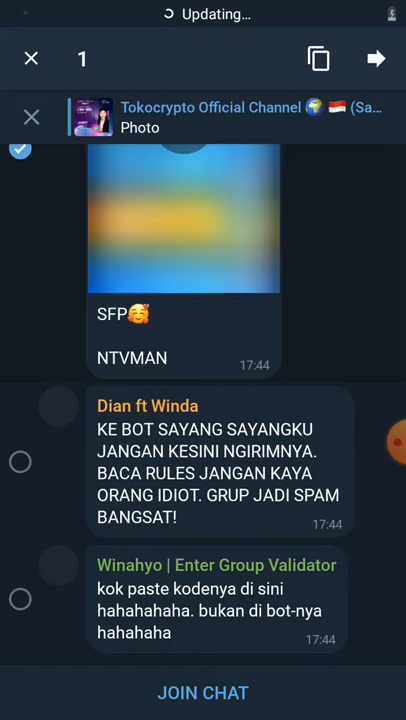 Updating...
1
Tokocrypto Official Channel 🌍 🇮🇩 (Sa...
Photo
SFP🥰
NTVMAN
17:44
Dian ft Winda
KE BOT SAYANG SAYANGKU
JANGAN KESINI NGIRIMNYA.
BACA RULES JANGAN KAYA
ORANG IDIOT. GRUP JADI SPAM
BANGSAT!
17:44
Winahyo | Enter Group Validator
kok paste kodenya di sini
hahahahaha. bukan di bot-nya
hahahaha
17:44
JOIN CHAT